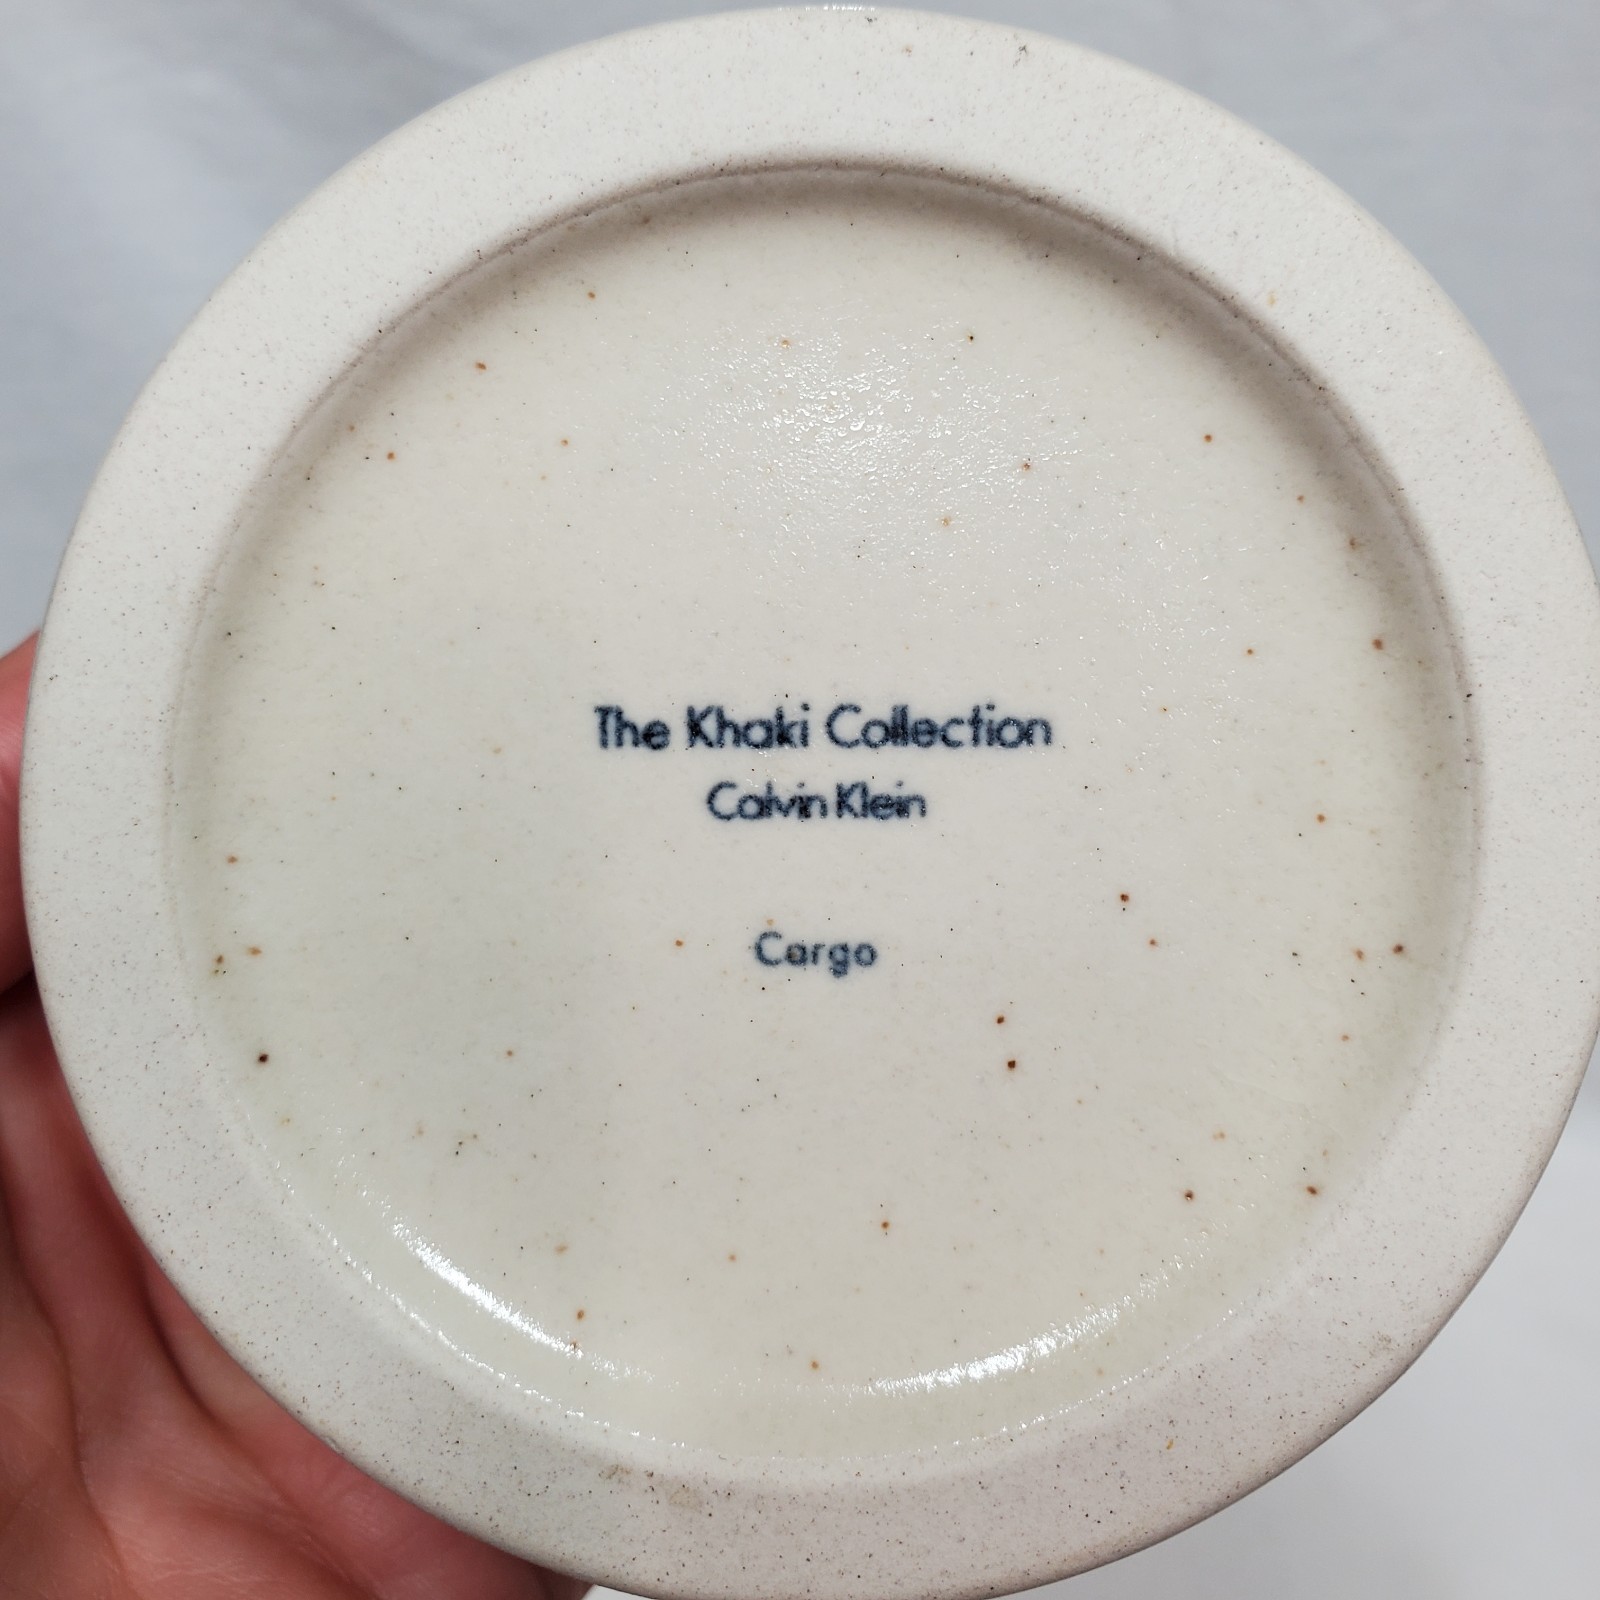 The Khaki Collection
Calvin Klein
Cargo